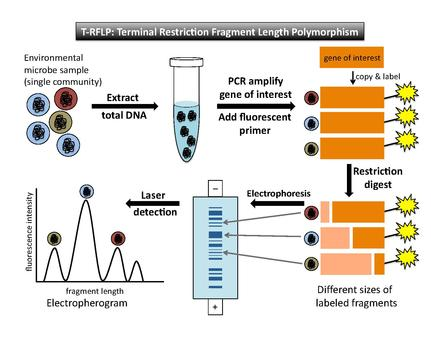 T-RFLP: Terminal Restriction Fragment Length Polymorphism
Environmental
microbe sample
(single community)
Extract
total DNA
PCR amplify
gene of interest
Add fluorescent
primer
gene of interest
copy & label
Restriction
digest
Different sizes of
labeled fragments
Electrophoresis
−
+
Laser
detection
fluorescence intensity
fragment length
Electropherogram